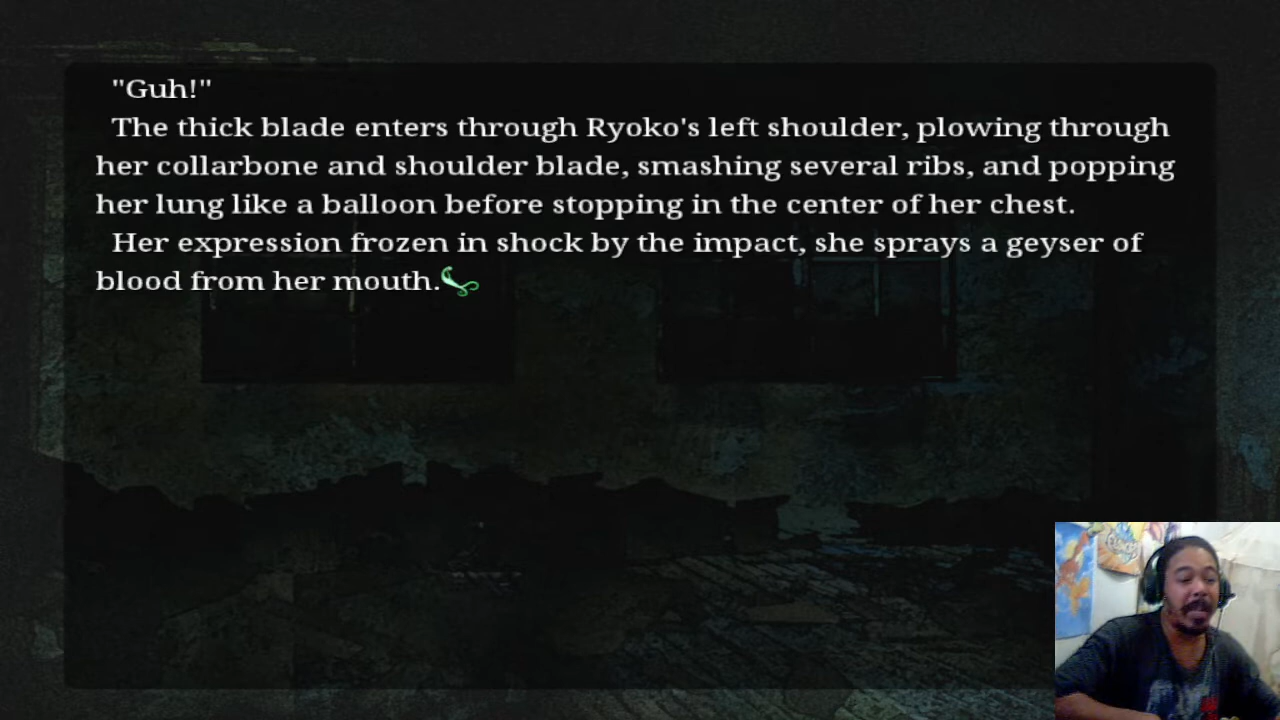 "Guh!"
The thick blade enters through Ryoko's left shoulder, plowing through
her collarbone and shoulder blade, smashing several ribs, and popping
her lung like a balloon before stopping in the center of her chest.
Her expression frozen in shock by the impact, she sprays a geyser of
blood from her mouth.